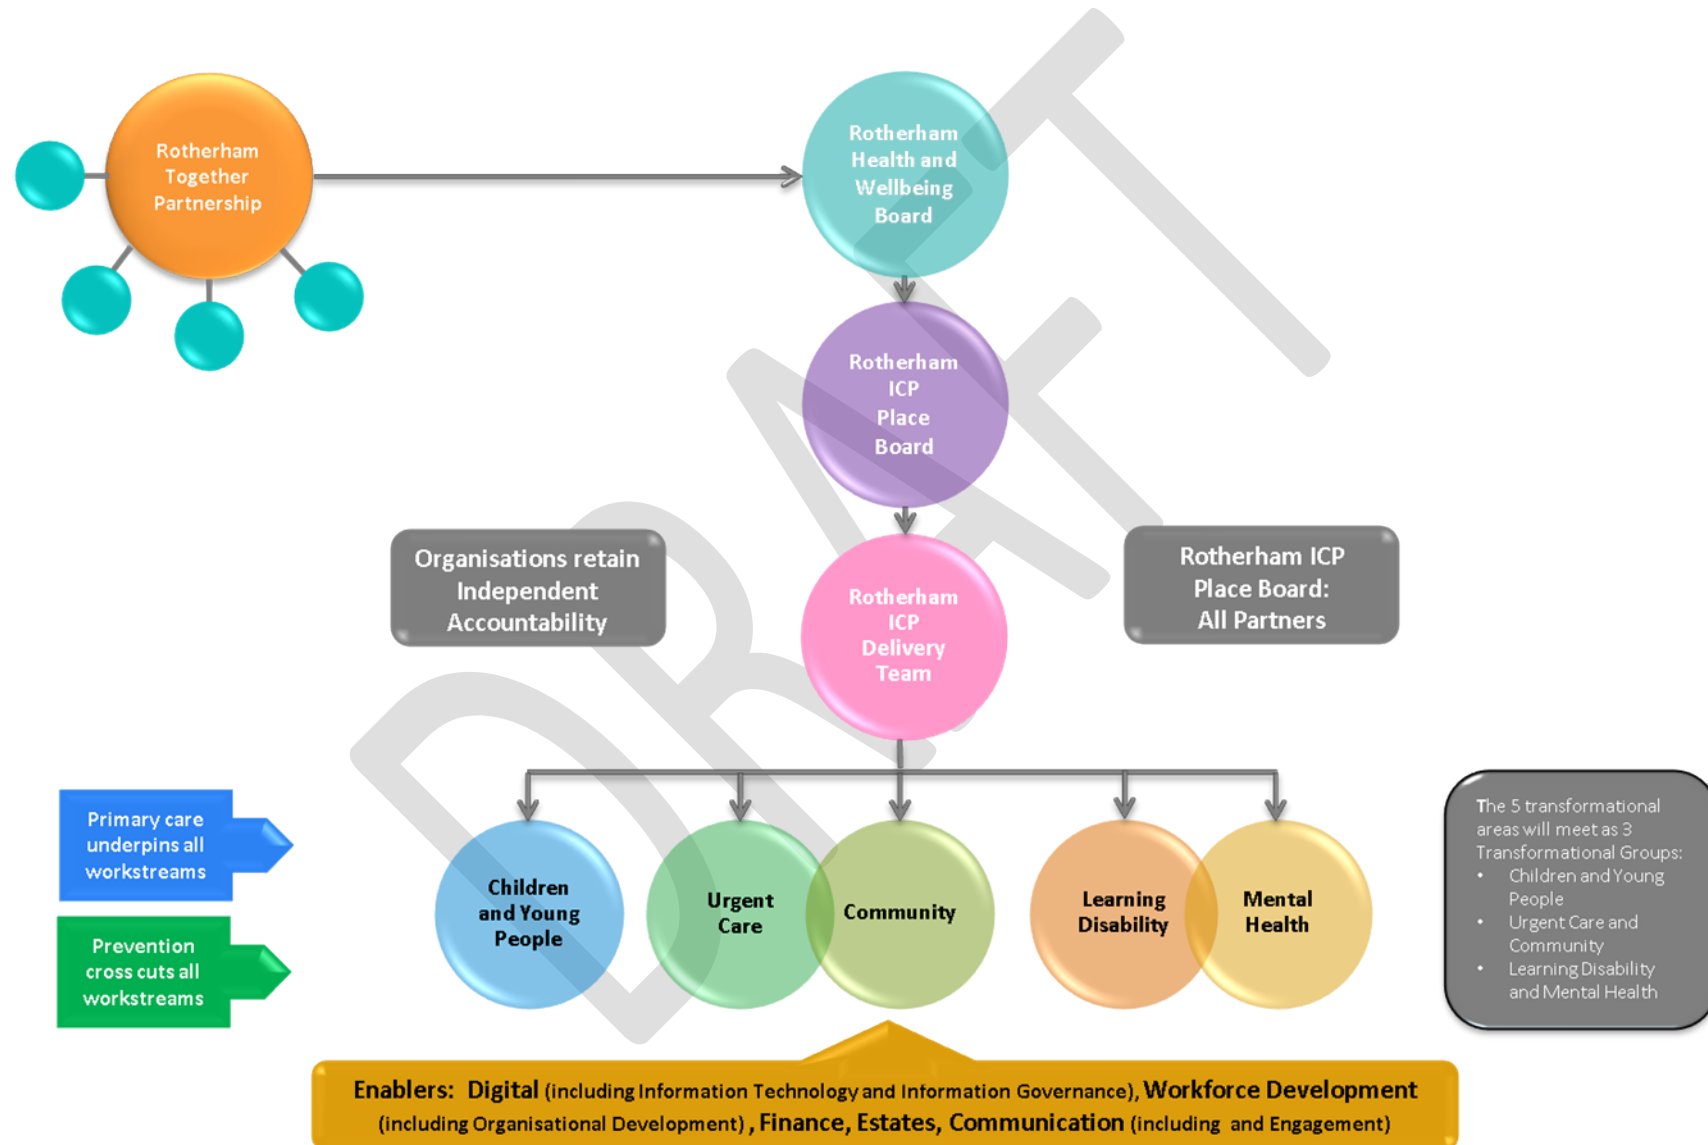 Rotherham
Together
Partnership
Rotherham
Health and
Wellbeing
Board
Rotherham
ICP
Place
Board
Organisations retain
Independent
Accountability
Rotherham
ICP
Delivery
Team
Rotherham ICP
Place Board:
All Partners
Primary care
underpins all
workstreams
Prevention
cross cuts all
workstreams
Children
and Young
People
Urgent
Care
Community
Learning
Disability
Mental
Health
The 5 transformational
areas will meet as 3
Transformational Groups:
• Children and Young
People
• Urgent Care and
Community
• Learning Disability
and Mental Health
Enablers: Digital (including Information Technology and Information Governance), Workforce Development
(including Organisational Development) , Finance, Estates, Communication (including and Engagement)
DRAFT